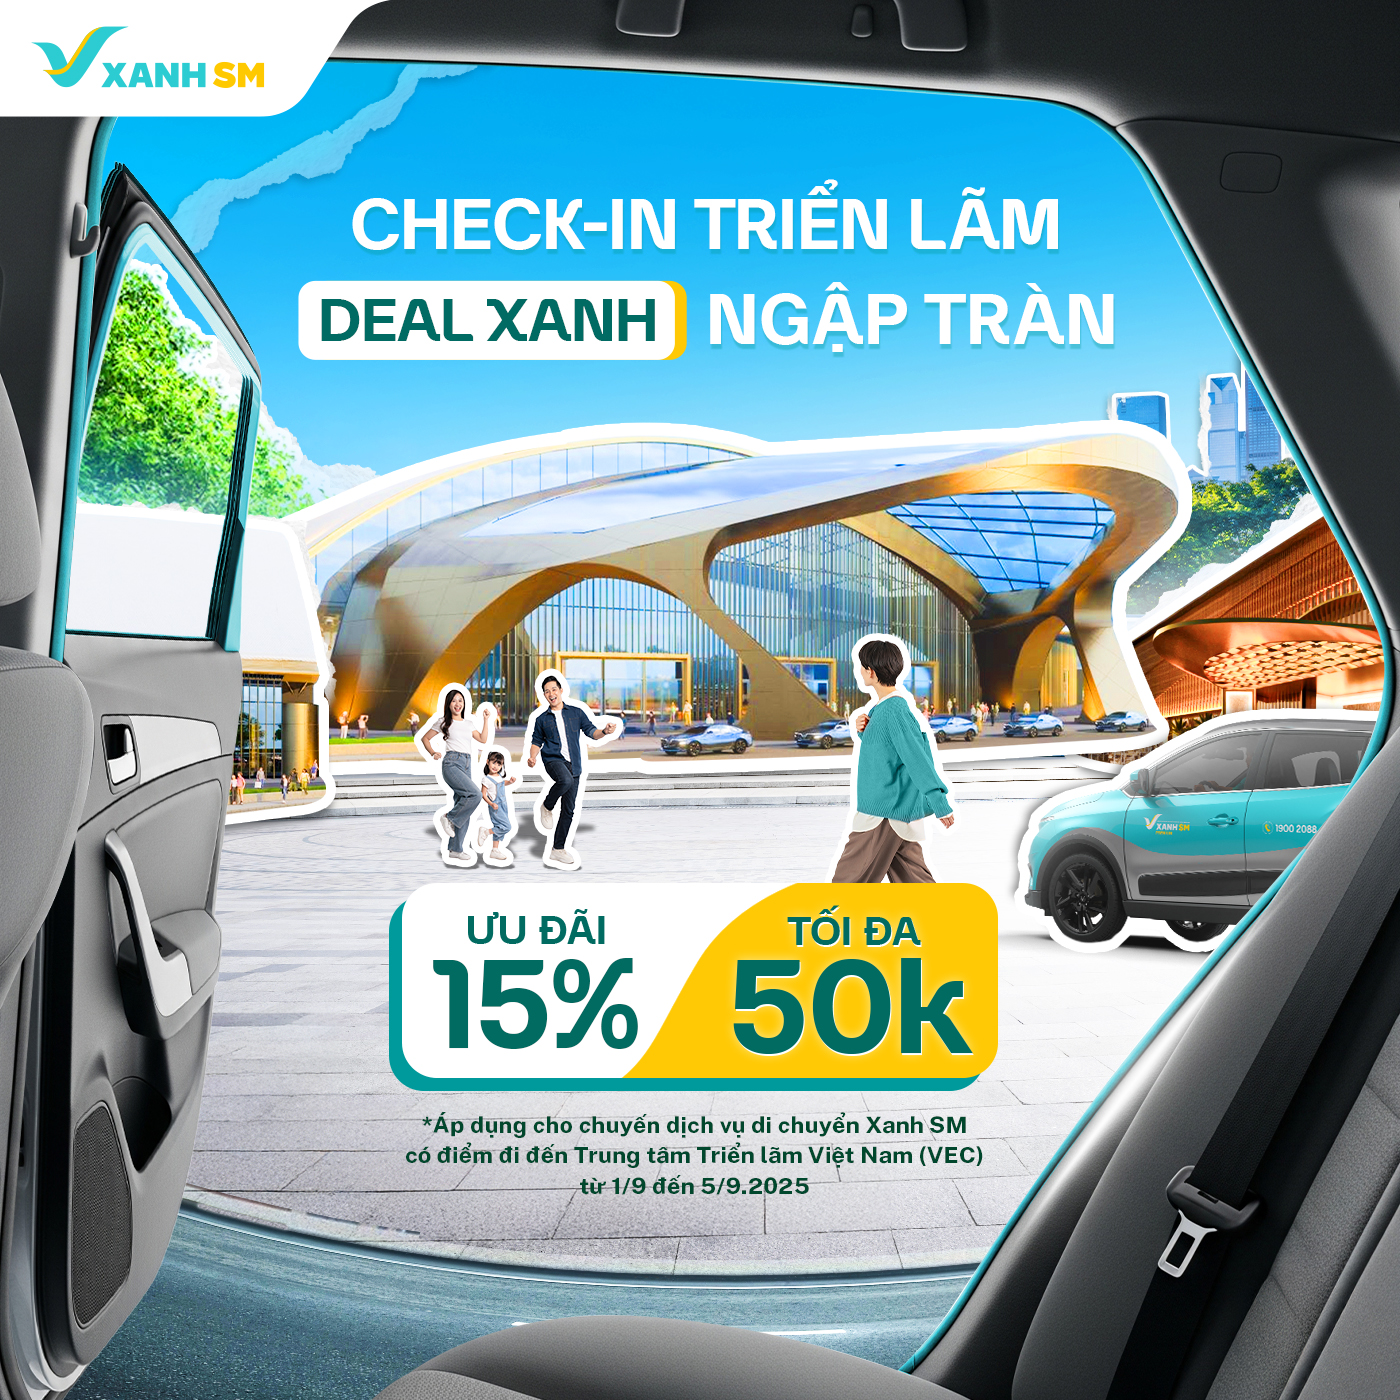 XANH SM
CHECK-IN TRIỂN LÃM
DEAL XANH NGẬP TRÀN
XANH SM
1900 2088
ƯU ĐÃI
15%
TỐI ĐA
50k
*Áp dụng cho chuyến dịch vụ di chuyển Xanh SM
có điểm đi đến Trung tâm Triển lãm Việt Nam (VEC)
từ 1/9 đến 5/9.2025